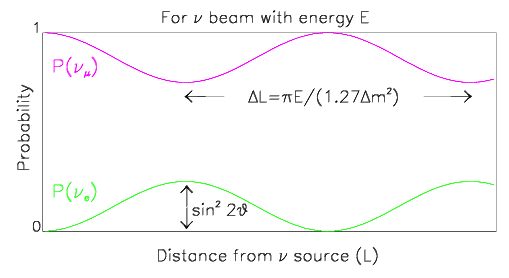 For ν beam with energy E
1
P(ν_μ)
ΔL=πE/(1.27Δm²)
Probability
P(ν_e)
sin² 2ϑ
0
Distance from ν source (L)